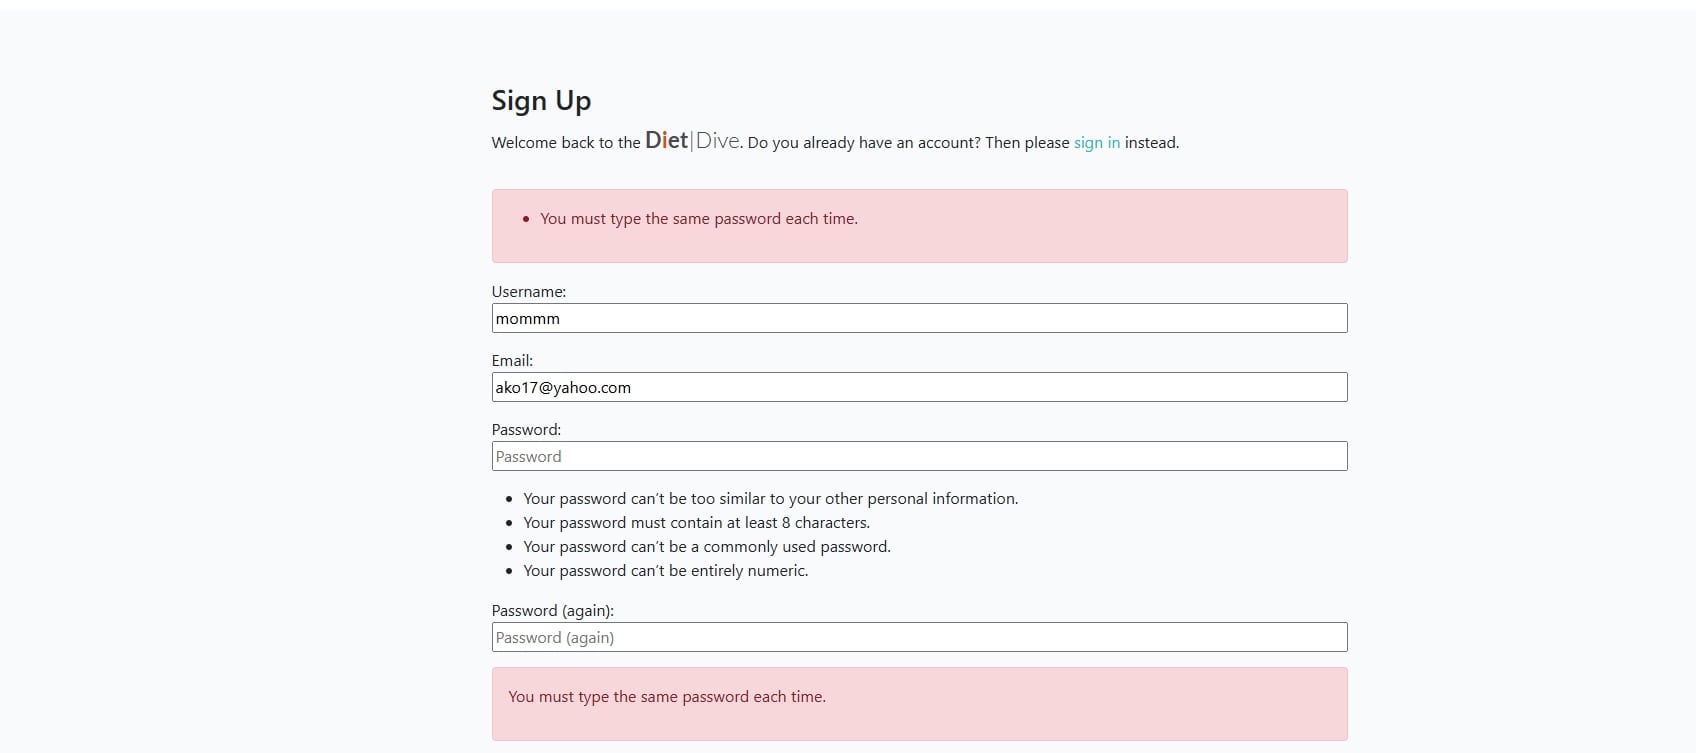 Sign Up
Welcome back to the Diet|Dive. Do you already have an account? Then please sign in instead.
• You must type the same password each time.
Username:
mommm
Email:
ako17@yahoo.com
Password:
Password
• Your password can't be too similar to your other personal information.
• Your password must contain at least 8 characters.
• Your password can't be a commonly used password.
• Your password can't be entirely numeric.
Password (again):
Password (again)
You must type the same password each time.